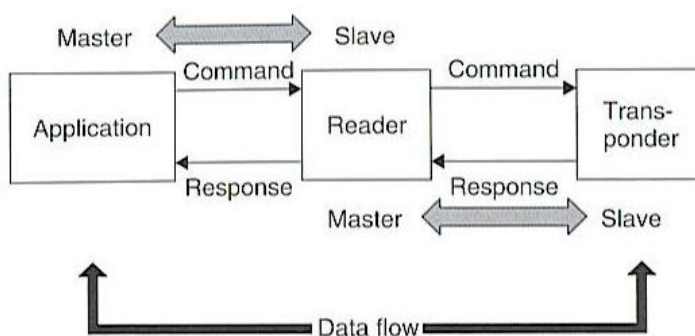 Master
Slave
Command
Command
Application
Reader
Trans-
ponder
Response
Response
Master
Slave
Data flow